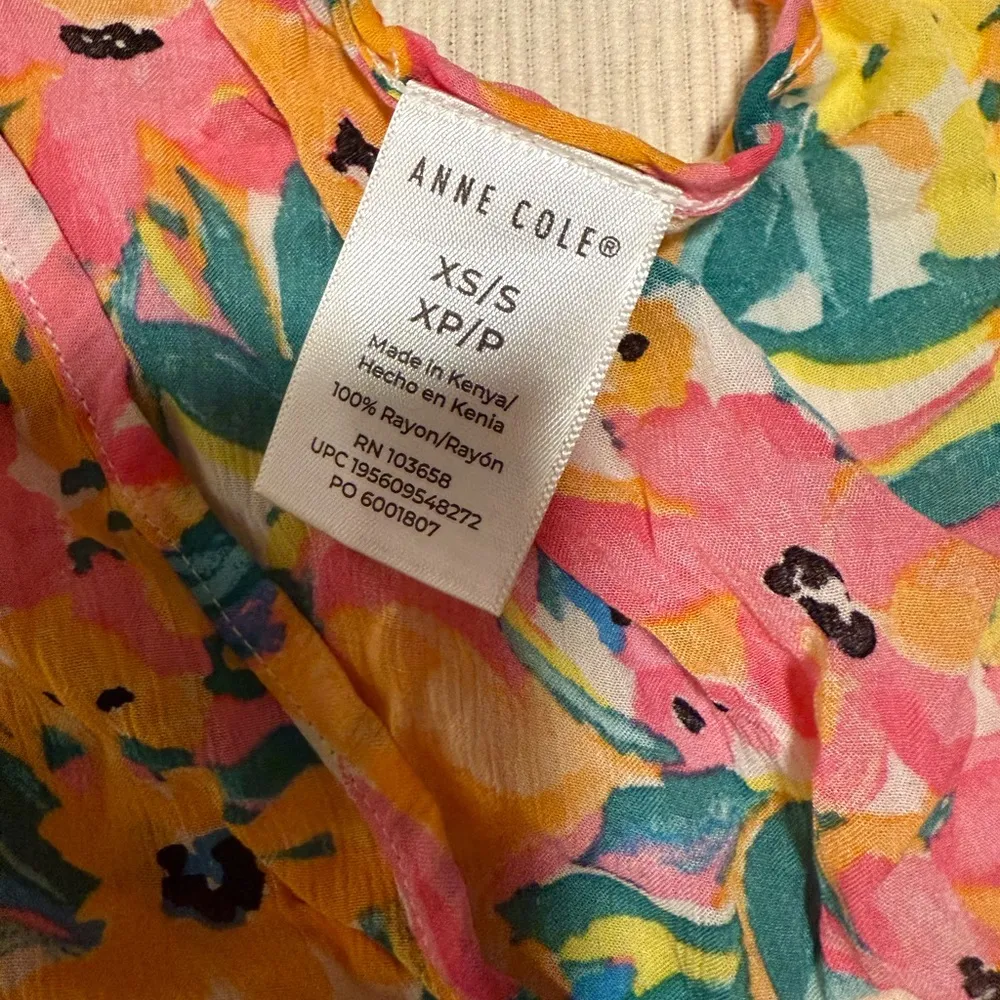 ANNE COLE®
XS/S
XP/P
Made in Kenya/
Hecho en Kenia
100% Rayon/Rayón
RN 103658
UPC 195609548272
PO 6001807